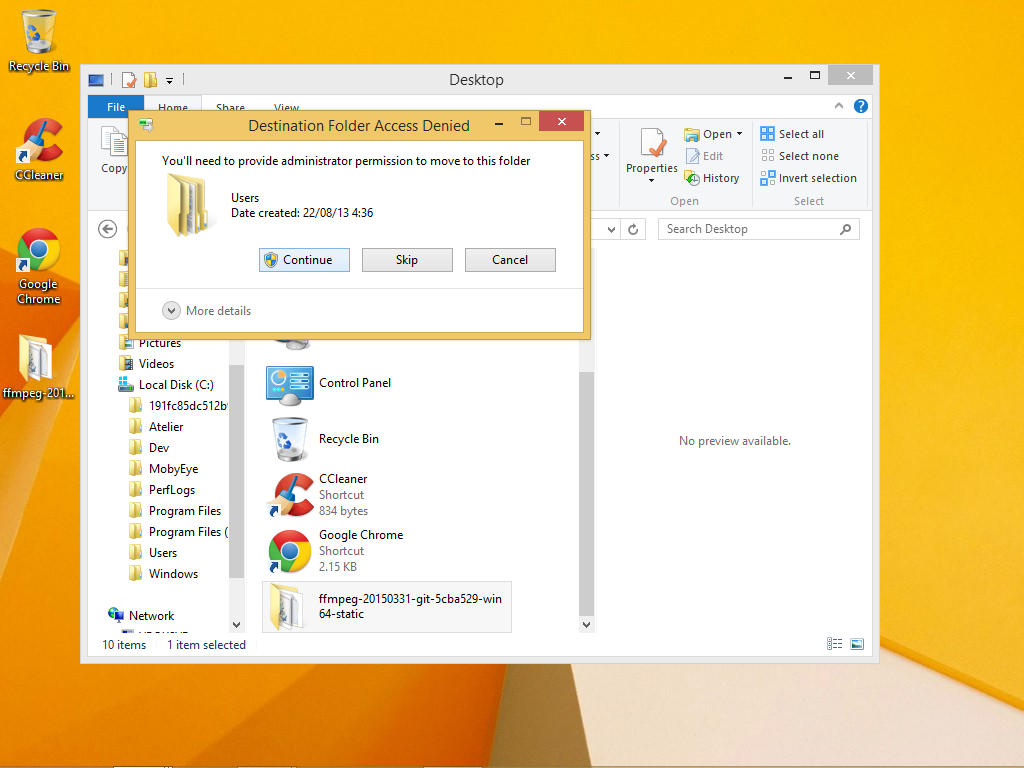 Recycle Bin
CCleaner
Google
Chrome
ffmpeg-201...
Desktop
File
Home
Share
View
Copy
Properties
Open
Edit
History
Open
Select all
Select none
Invert selection
Select
Search Desktop
Destination Folder Access Denied
You'll need to provide administrator permission to move to this folder
Users
Date created: 22/08/13 4:36
Continue
Skip
Cancel
More details
Pictures
Videos
Local Disk (C:)
191fc85dc512b
Atelier
Dev
MobyEye
PerfLogs
Program Files
Program Files (
Users
Windows
Network
Control Panel
Recycle Bin
CCleaner
Shortcut
834 bytes
Google Chrome
Shortcut
2.15 KB
ffmpeg-20150331-git-5cba529-win
64-static
No preview available.
10 items
1 item selected